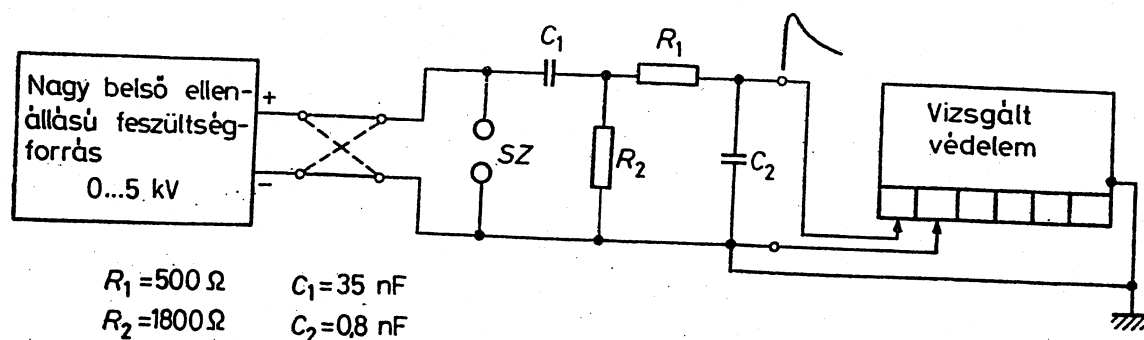 Nagy belső ellen-
állású feszültség-
forrás
0...5 kV
+
−
SZ
C₁
R₁
R₂
C₂
Vizsgált
védelem
R₁=500 Ω C₁=35 nF
R₂=1800 Ω C₂=0,8 nF